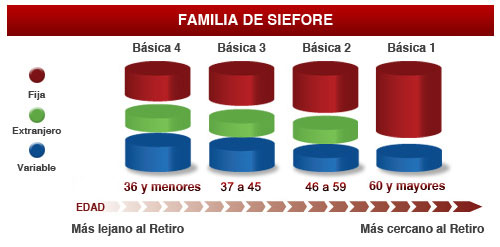 FAMILIA DE SIEFORE
Básica 4 Básica 3 Básica 2 Básica 1
Fija
Extranjero
Variable
36 y menores 37 a 45 46 a 59 60 y mayores
EDAD
Más lejano al Retiro Más cercano al Retiro